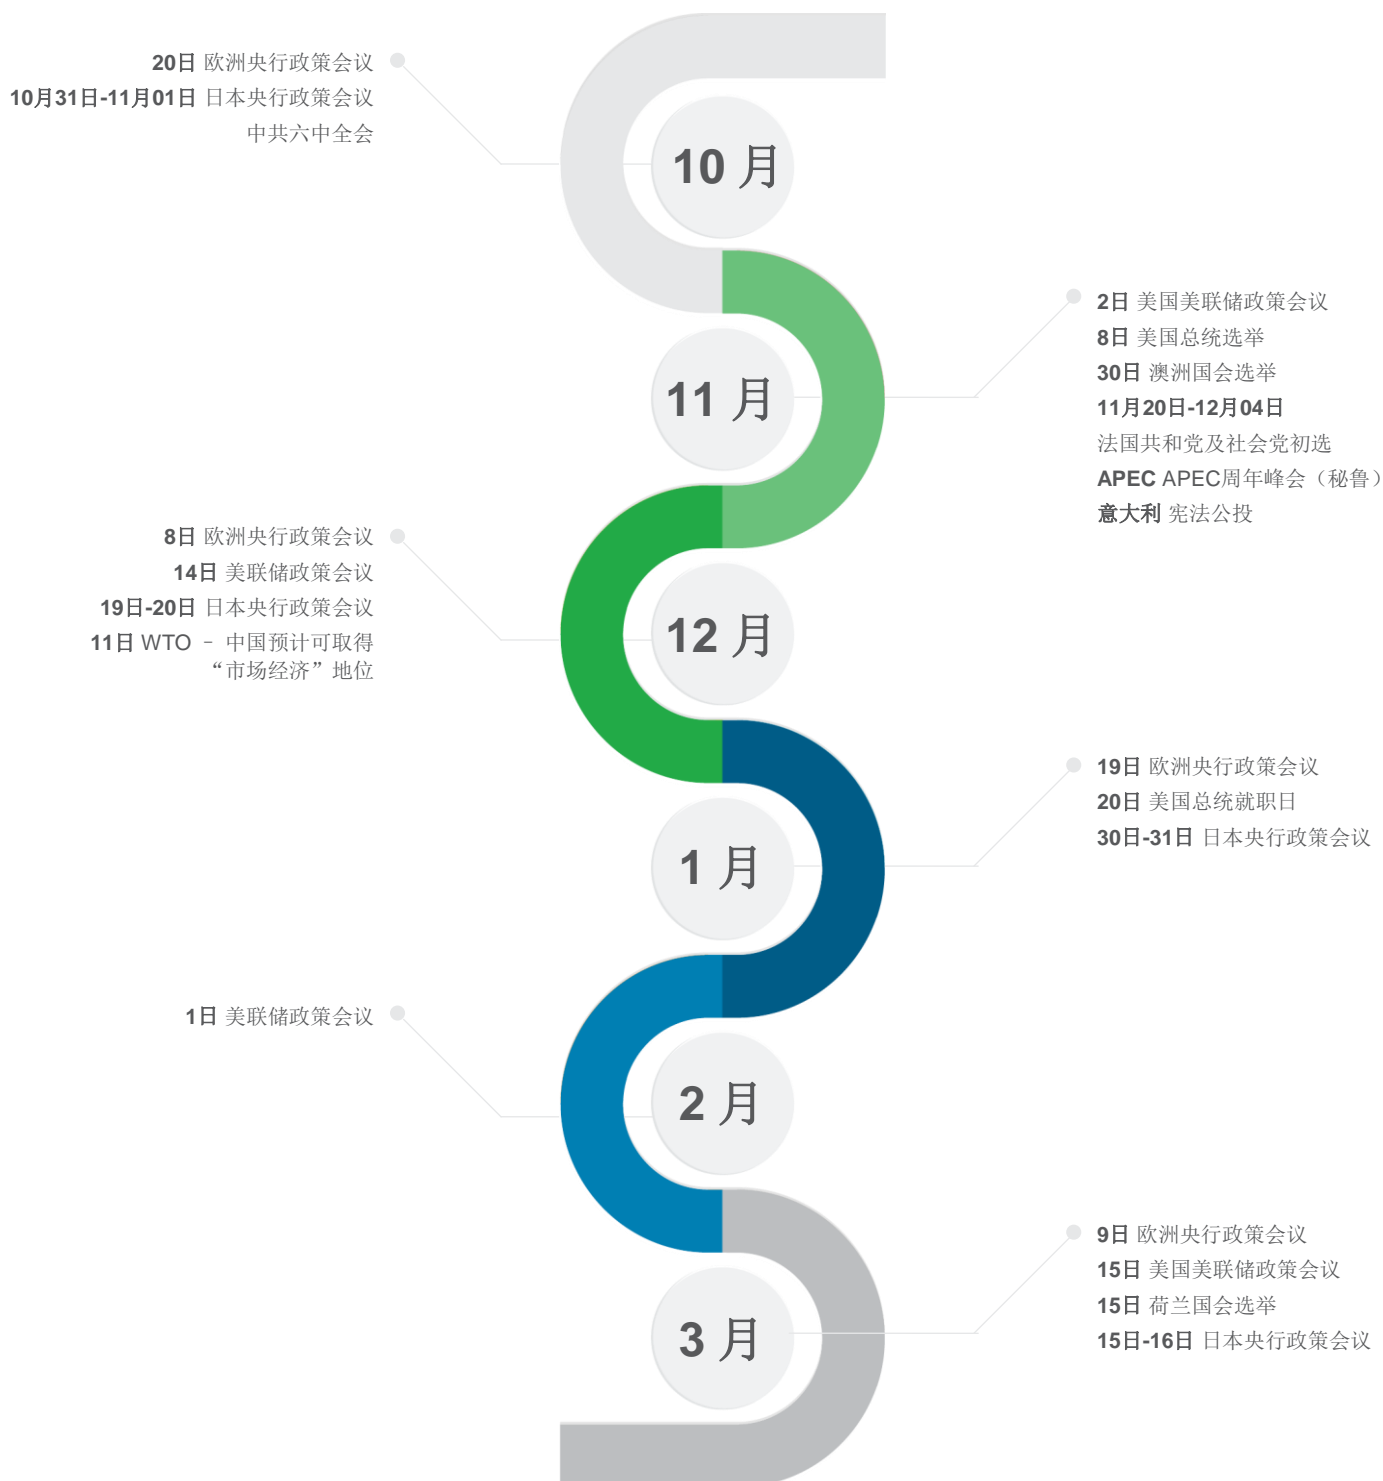 20日 欧洲央行政策会议
10月31日-11月01日 日本央行政策会议
中共六中全会
10 月
2日 美国美联储政策会议
8日 美国总统选举
30日 澳洲国会选举
11月20日-12月04日
法国共和党及社会党初选
APEC APEC周年峰会（秘鲁）
意大利 宪法公投
11 月
8日 欧洲央行政策会议
14日 美联储政策会议
19日-20日 日本央行政策会议
11日 WTO － 中国预计可取得
“市场经济”地位
12 月
19日 欧洲央行政策会议
20日 美国总统就职日
30日-31日 日本央行政策会议
1 月
1日 美联储政策会议
2 月
9日 欧洲央行政策会议
15日 美国美联储政策会议
15日 荷兰国会选举
15日-16日 日本央行政策会议
3 月